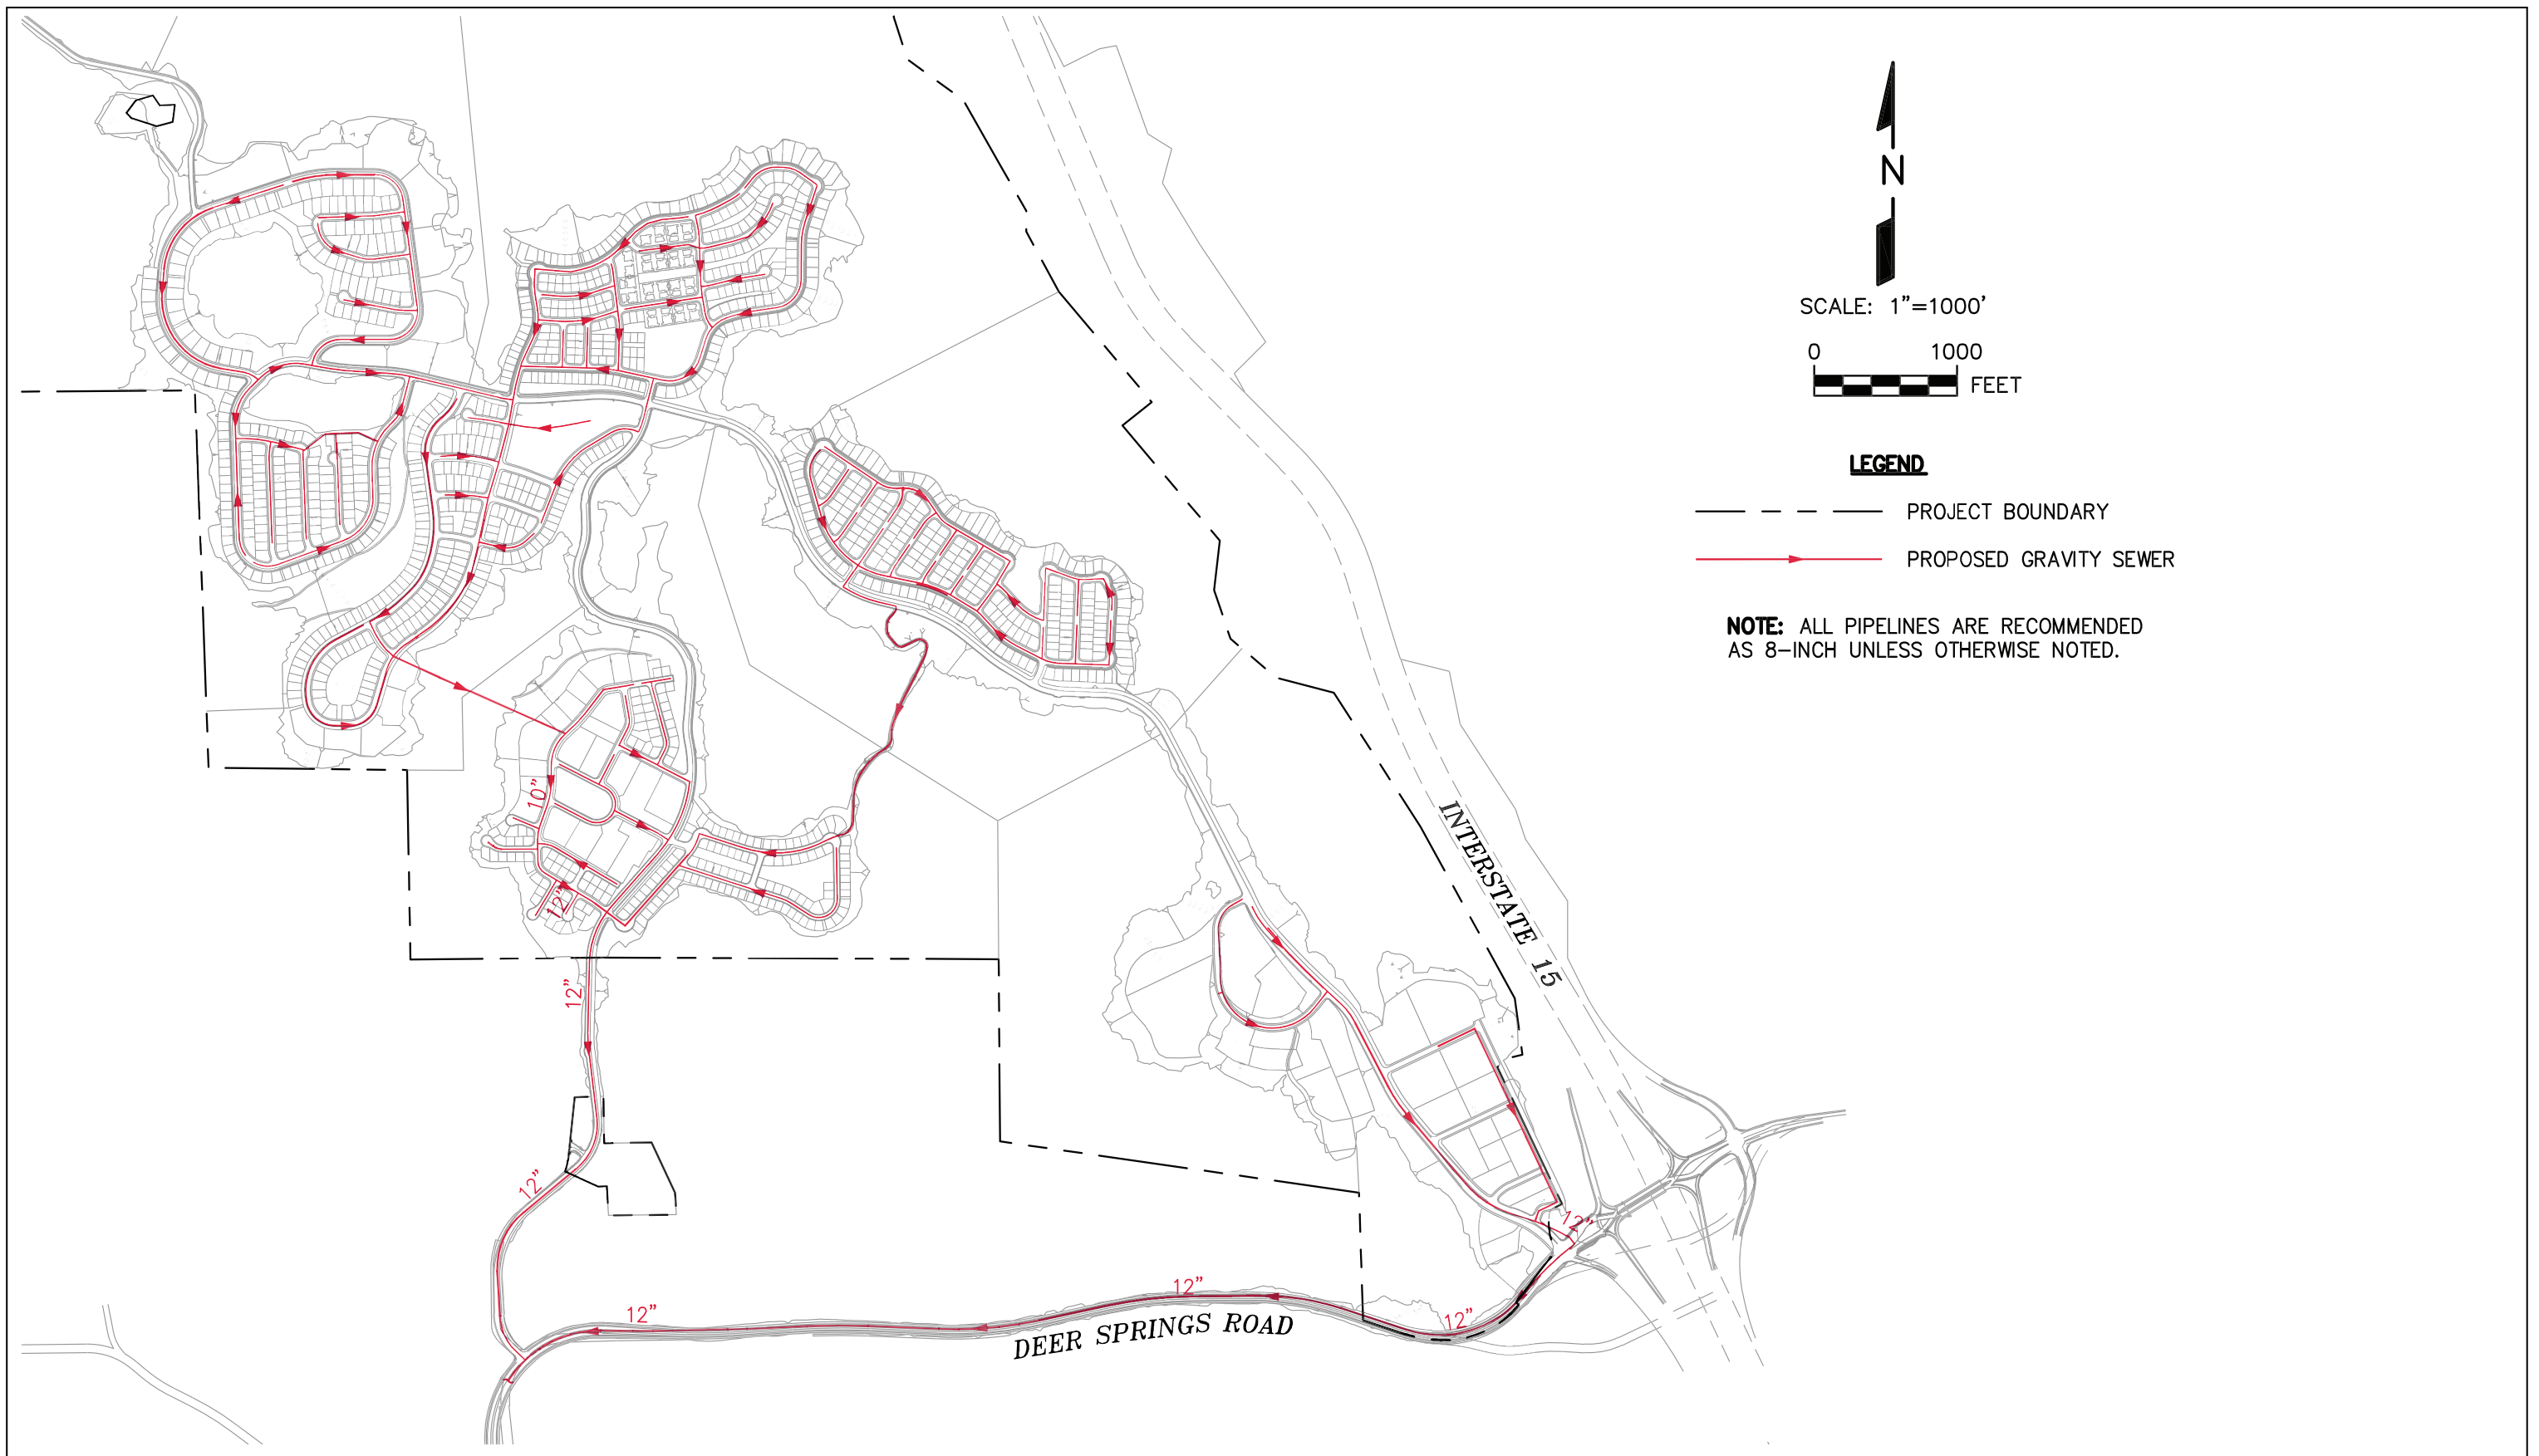 N
SCALE: 1"=1000'
0 1000
FEET
LEGEND
PROJECT BOUNDARY
PROPOSED GRAVITY SEWER
NOTE: ALL PIPELINES ARE RECOMMENDED
AS 8-INCH UNLESS OTHERWISE NOTED.
10"
12"
12"
12"
12"
12"
12"
12"
INTERSTATE 15
DEER SPRINGS ROAD